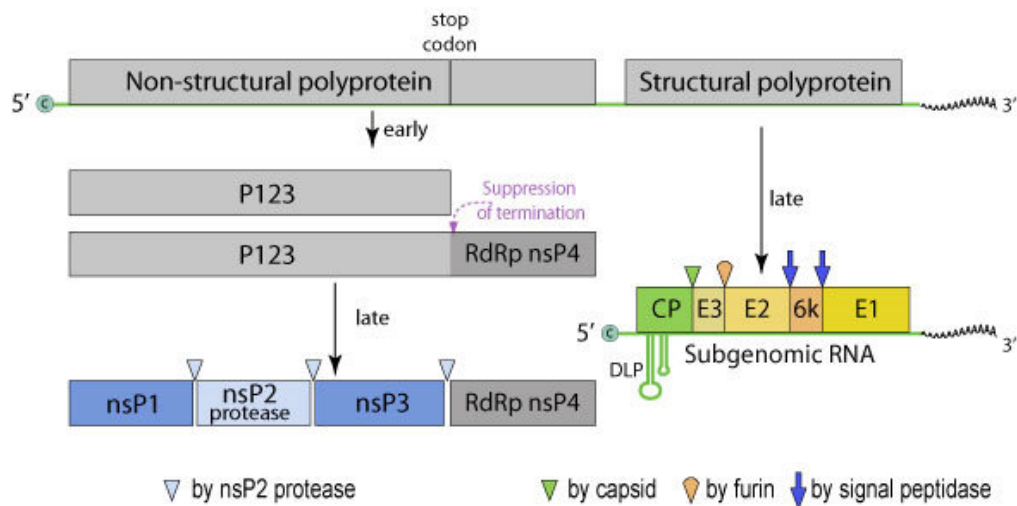 stop
codon
Non-structural polyprotein
Structural polyprotein
5’
c
3’
early
P123
Suppression
of termination
late
P123
RdRp nsP4
CP
E3
E2
6k
E1
late
5’
c
3’
DLP
Subgenomic RNA
nsP1
nsP2
protease
nsP3
RdRp nsP4
by nsP2 protease
by capsid
by furin
by signal peptidase